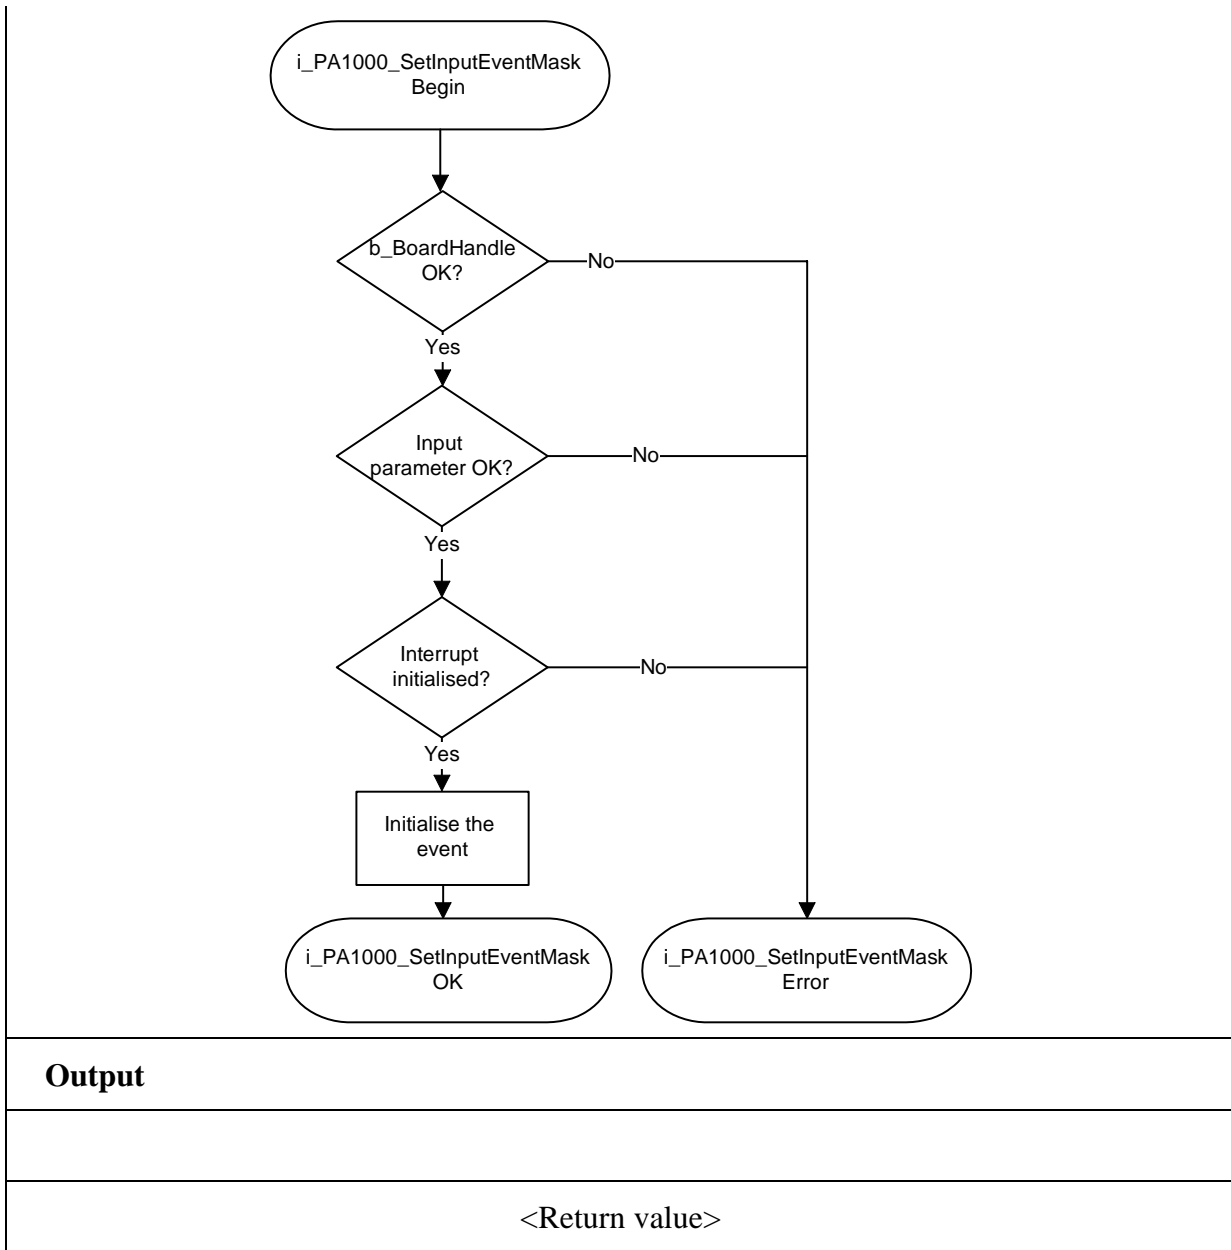 i_PA1000_SetInputEventMask
Begin
b_BoardHandle
OK?
No
Yes
Input
parameter OK?
No
Yes
Interrupt
initialised?
No
Yes
Initialise the
event
i_PA1000_SetInputEventMask
OK
i_PA1000_SetInputEventMask
Error
Output
<Return value>